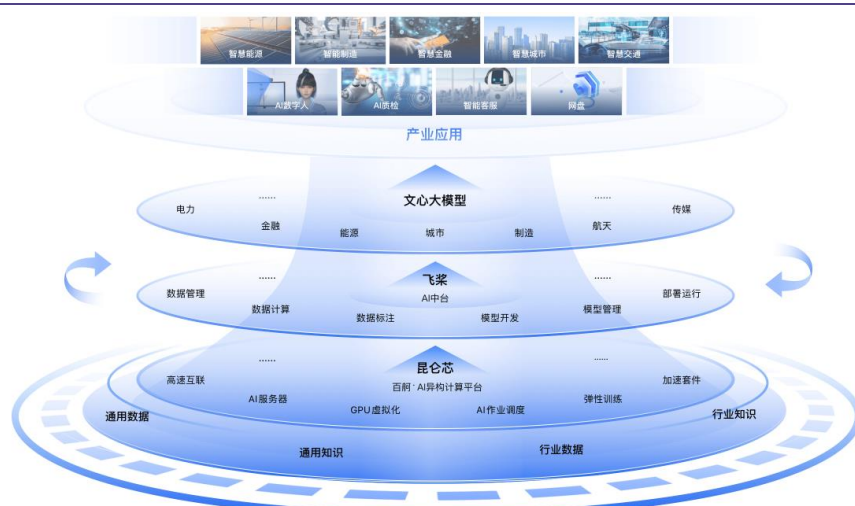 智慧能源 智能制造 智慧金融 智慧城市 智慧交通
AI数字人 AI质检 智能客服 网盘
产业应用
文心大模型
电力 …… …… 传媒
金融 能源 城市 制造 航天
飞桨
AI中台
数据管理 …… …… 部署运行
数据计算 数据标注 模型开发 模型管理
昆仑芯
百舸·AI异构计算平台
高速互联 …… …… 加速套件
AI服务器 GPU虚拟化 AI作业调度 弹性训练
通用数据 行业知识
通用知识 行业数据